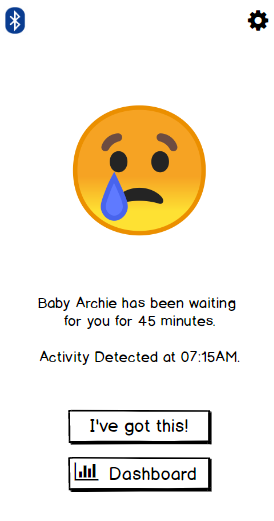 Baby Archie has been waiting
for you for 45 minutes.
Activity Detected at 07:15AM.
I've got this!
Dashboard